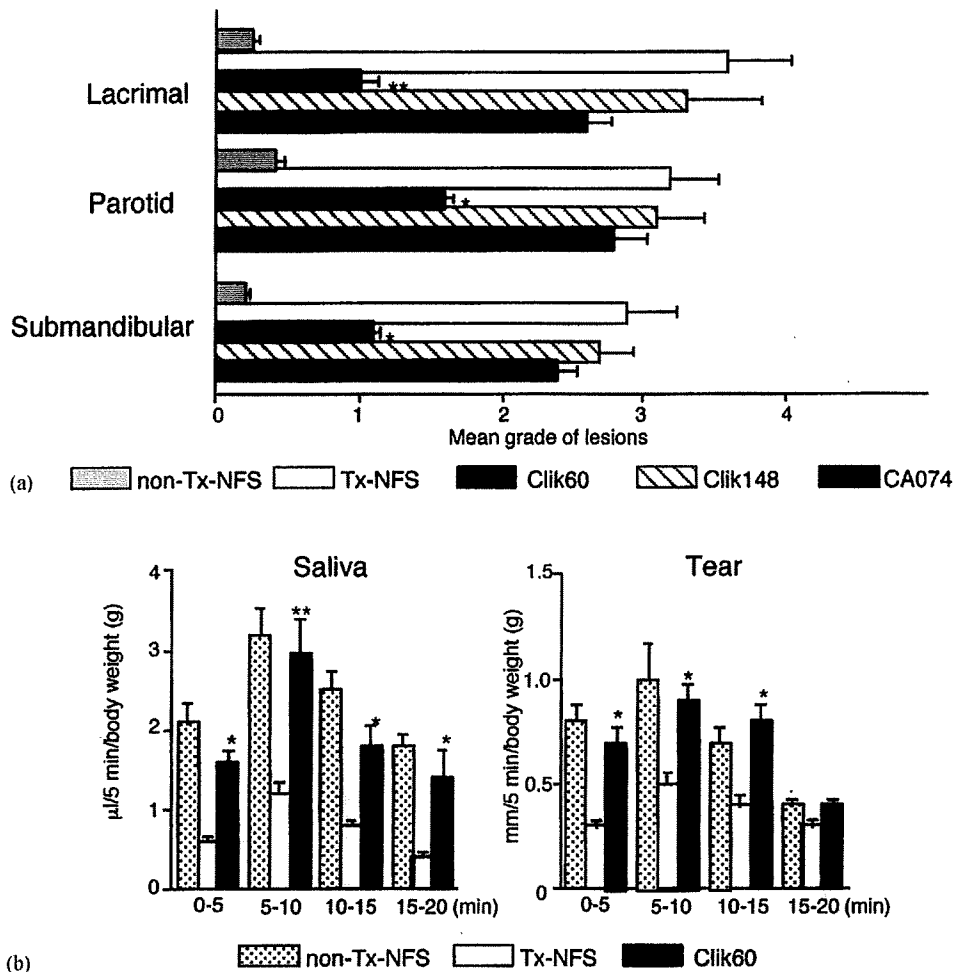 Lacrimal
**
Parotid
*
Submandibular
*
0 1 2 3 4
Mean grade of lesions
(a) non-Tx-NFS Tx-NFS Clik60 Clik148 CA074
Saliva
µl/5 min/body weight (g)
4
3
2
1
0
* ** * *
0-5 5-10 10-15 15-20 (min)
Tear
mm/5 min/body weight (g)
1.5
1.0
0.5
0
* * *
0-5 5-10 10-15 15-20 (min)
(b) non-Tx-NFS Tx-NFS Clik60